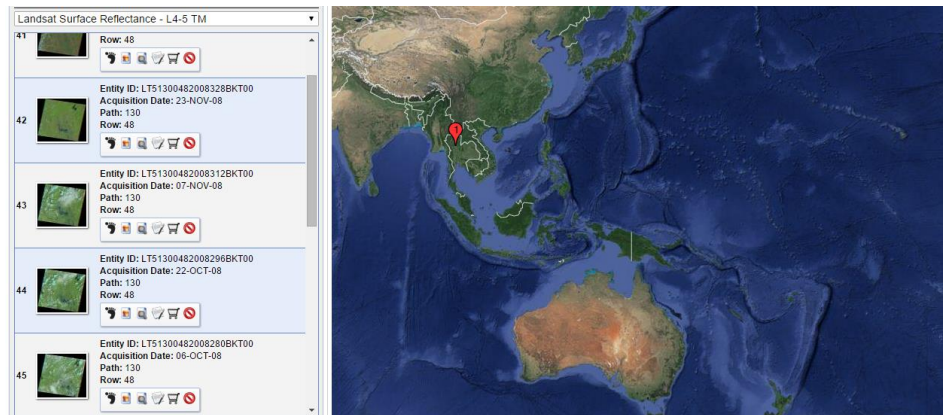 Landsat Surface Reflectance - L4-5 TM
41
Row: 48
42
Entity ID: LT51300482008328BKT00
Acquisition Date: 23-NOV-08
Path: 130
Row: 48
43
Entity ID: LT51300482008312BKT00
Acquisition Date: 07-NOV-08
Path: 130
Row: 48
44
Entity ID: LT51300482008296BKT00
Acquisition Date: 22-OCT-08
Path: 130
Row: 48
45
Entity ID: LT51300482008280BKT00
Acquisition Date: 06-OCT-08
Path: 130
Row: 48
1